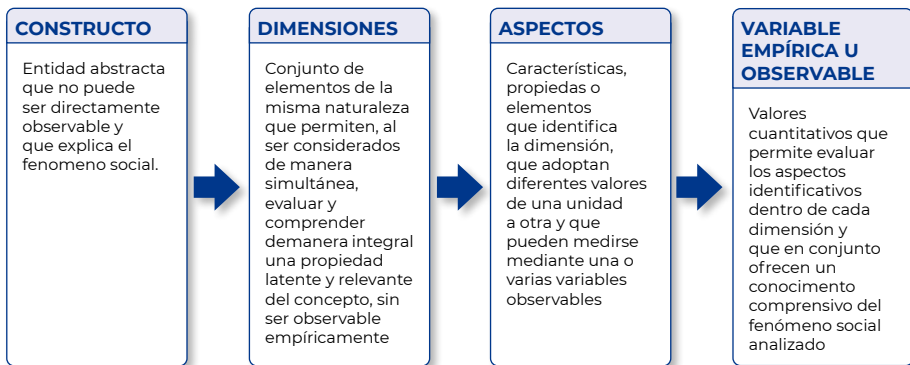 CONSTRUCTO
Entidad abstracta
que no puede
ser directamente
observable y
que explica el
fenomeno social.
DIMENSIONES
Conjunto de
elementos de la
misma naturaleza
que permiten, al
ser considerados
de manera
simultánea,
evaluar y
comprender
demanera integral
una propiedad
latente y relevante
del concepto, sin
ser observable
empíricamente
ASPECTOS
Características,
propiedas o
elementos
que identifica
la dimensión,
que adoptan
diferentes valores
de una unidad
a otra y que
pueden medirse
mediante una o
varias variables
observables
VARIABLE
EMPÍRICA U
OBSERVABLE
Valores
cuantitativos que
permite evaluar
los aspectos
identificativos
dentro de cada
dimensión y
que en conjunto
ofrecen un
conocimento
comprensivo del
fenómeno social
analizado